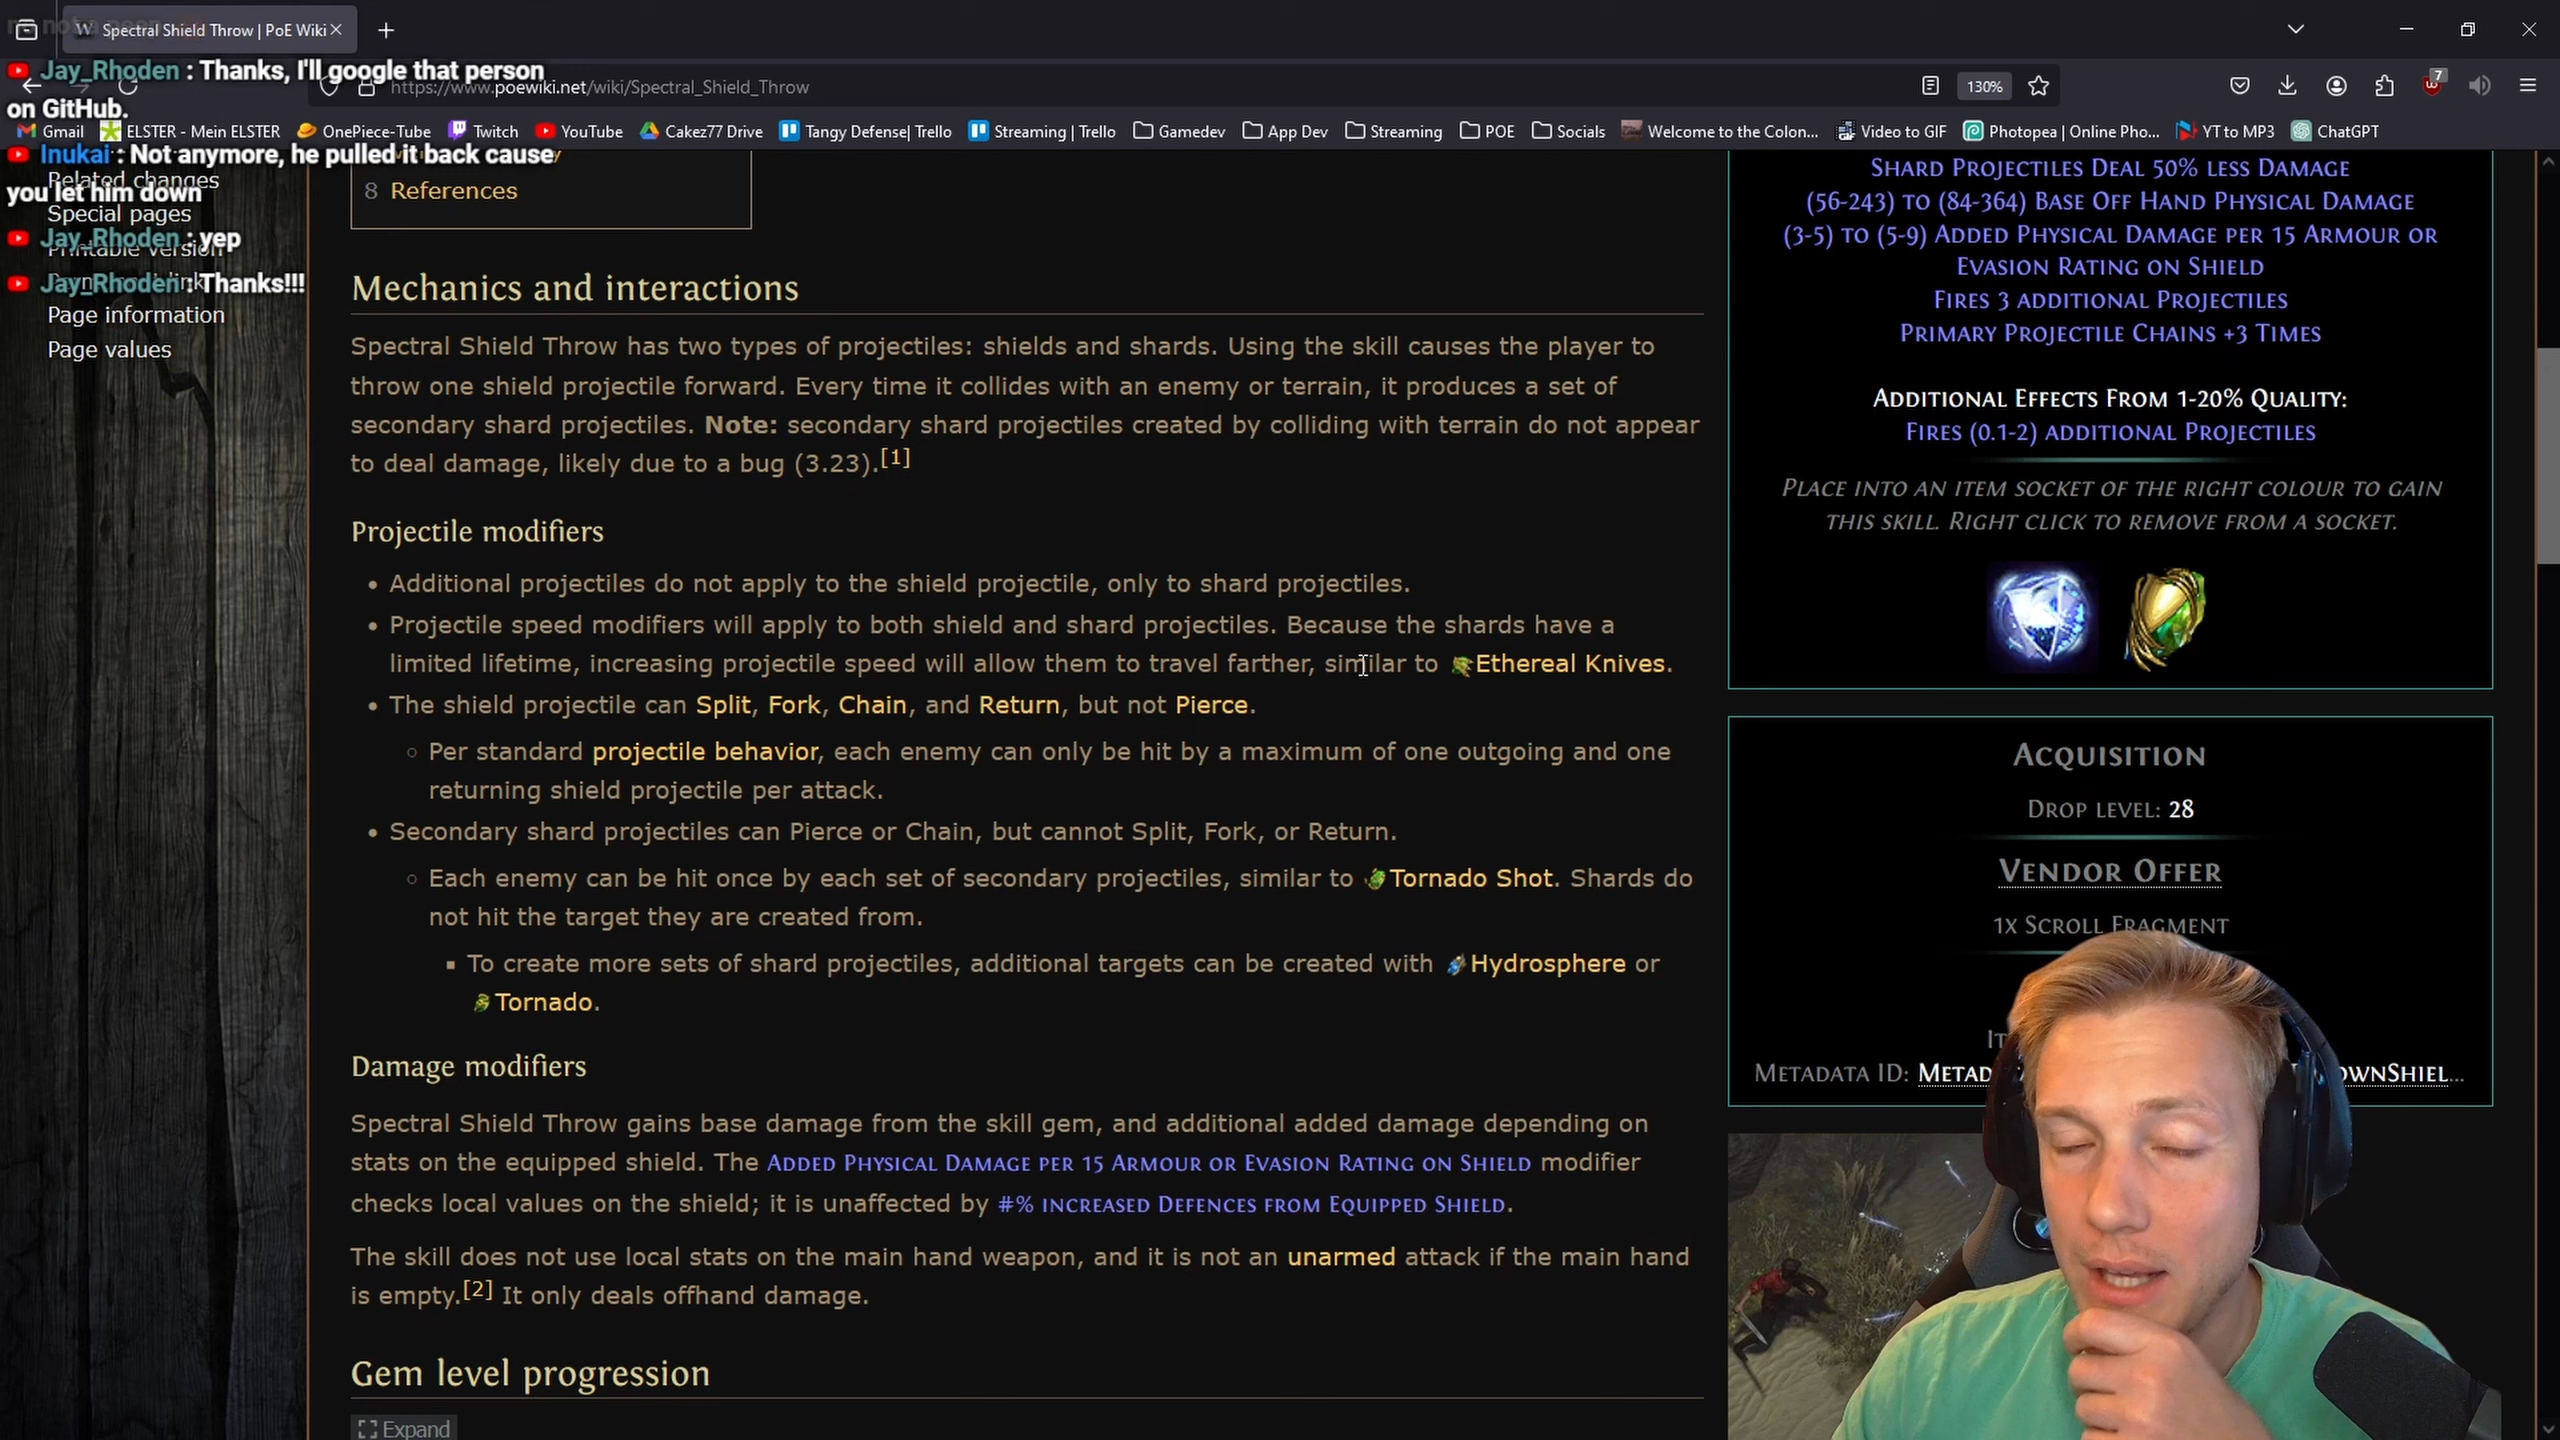 Spectral Shield Throw | PoE Wiki
Jay_Rhoden : Thanks, I'll google that person
on GitHub.
https://www.poewiki.net/wiki/Spectral_Shield_Throw
130%
7
Gmail
ELSTER - Mein ELSTER
OnePiece-Tube
Twitch
YouTube
Cakez77 Drive
Tangy Defense| Trello
Streaming | Trello
Gamedev
App Dev
Streaming
POE
Socials
Welcome to the Colon...
Video to GIF
Photopea | Online Pho...
YT to MP3
ChatGPT
Inukai : Not anymore, he pulled it back cause
you let him down
Jay_Rhoden : yep
Jay_Rhoden : Thanks!!!
Related changes
Special pages
Printable version
Page information
Page values
8 References
Mechanics and interactions
Spectral Shield Throw has two types of projectiles: shields and shards. Using the skill causes the player to
throw one shield projectile forward. Every time it collides with an enemy or terrain, it produces a set of
secondary shard projectiles. Note: secondary shard projectiles created by colliding with terrain do not appear
to deal damage, likely due to a bug (3.23).[1]
Projectile modifiers
• Additional projectiles do not apply to the shield projectile, only to shard projectiles.
• Projectile speed modifiers will apply to both shield and shard projectiles. Because the shards have a
limited lifetime, increasing projectile speed will allow them to travel farther, similar to Ethereal Knives.
• The shield projectile can Split, Fork, Chain, and Return, but not Pierce.
◦ Per standard projectile behavior, each enemy can only be hit by a maximum of one outgoing and one
returning shield projectile per attack.
• Secondary shard projectiles can Pierce or Chain, but cannot Split, Fork, or Return.
◦ Each enemy can be hit once by each set of secondary projectiles, similar to Tornado Shot. Shards do
not hit the target they are created from.
▪ To create more sets of shard projectiles, additional targets can be created with Hydrosphere or
Tornado.
Damage modifiers
Spectral Shield Throw gains base damage from the skill gem, and additional added damage depending on
stats on the equipped shield. The Added Physical Damage per 15 Armour or Evasion Rating on Shield modifier
checks local values on the shield; it is unaffected by #% increased Defences from Equipped Shield.
The skill does not use local stats on the main hand weapon, and it is not an unarmed attack if the main hand
is empty.[2] It only deals offhand damage.
Gem level progression
Expand
Shard Projectiles Deal 50% less Damage
(56-243) to (84-364) Base Off Hand Physical Damage
(3-5) to (5-9) Added Physical Damage per 15 Armour or
Evasion Rating on Shield
Fires 3 additional Projectiles
Primary Projectile Chains +3 Times
Additional Effects From 1-20% Quality:
Fires (0.1-2) additional Projectiles
Place into an item socket of the right colour to gain
this skill. Right click to remove from a socket.
Acquisition
Drop level: 28
Vendor Offer
1x Scroll Fragment
It
Metadata ID: Metad
ownShiel...